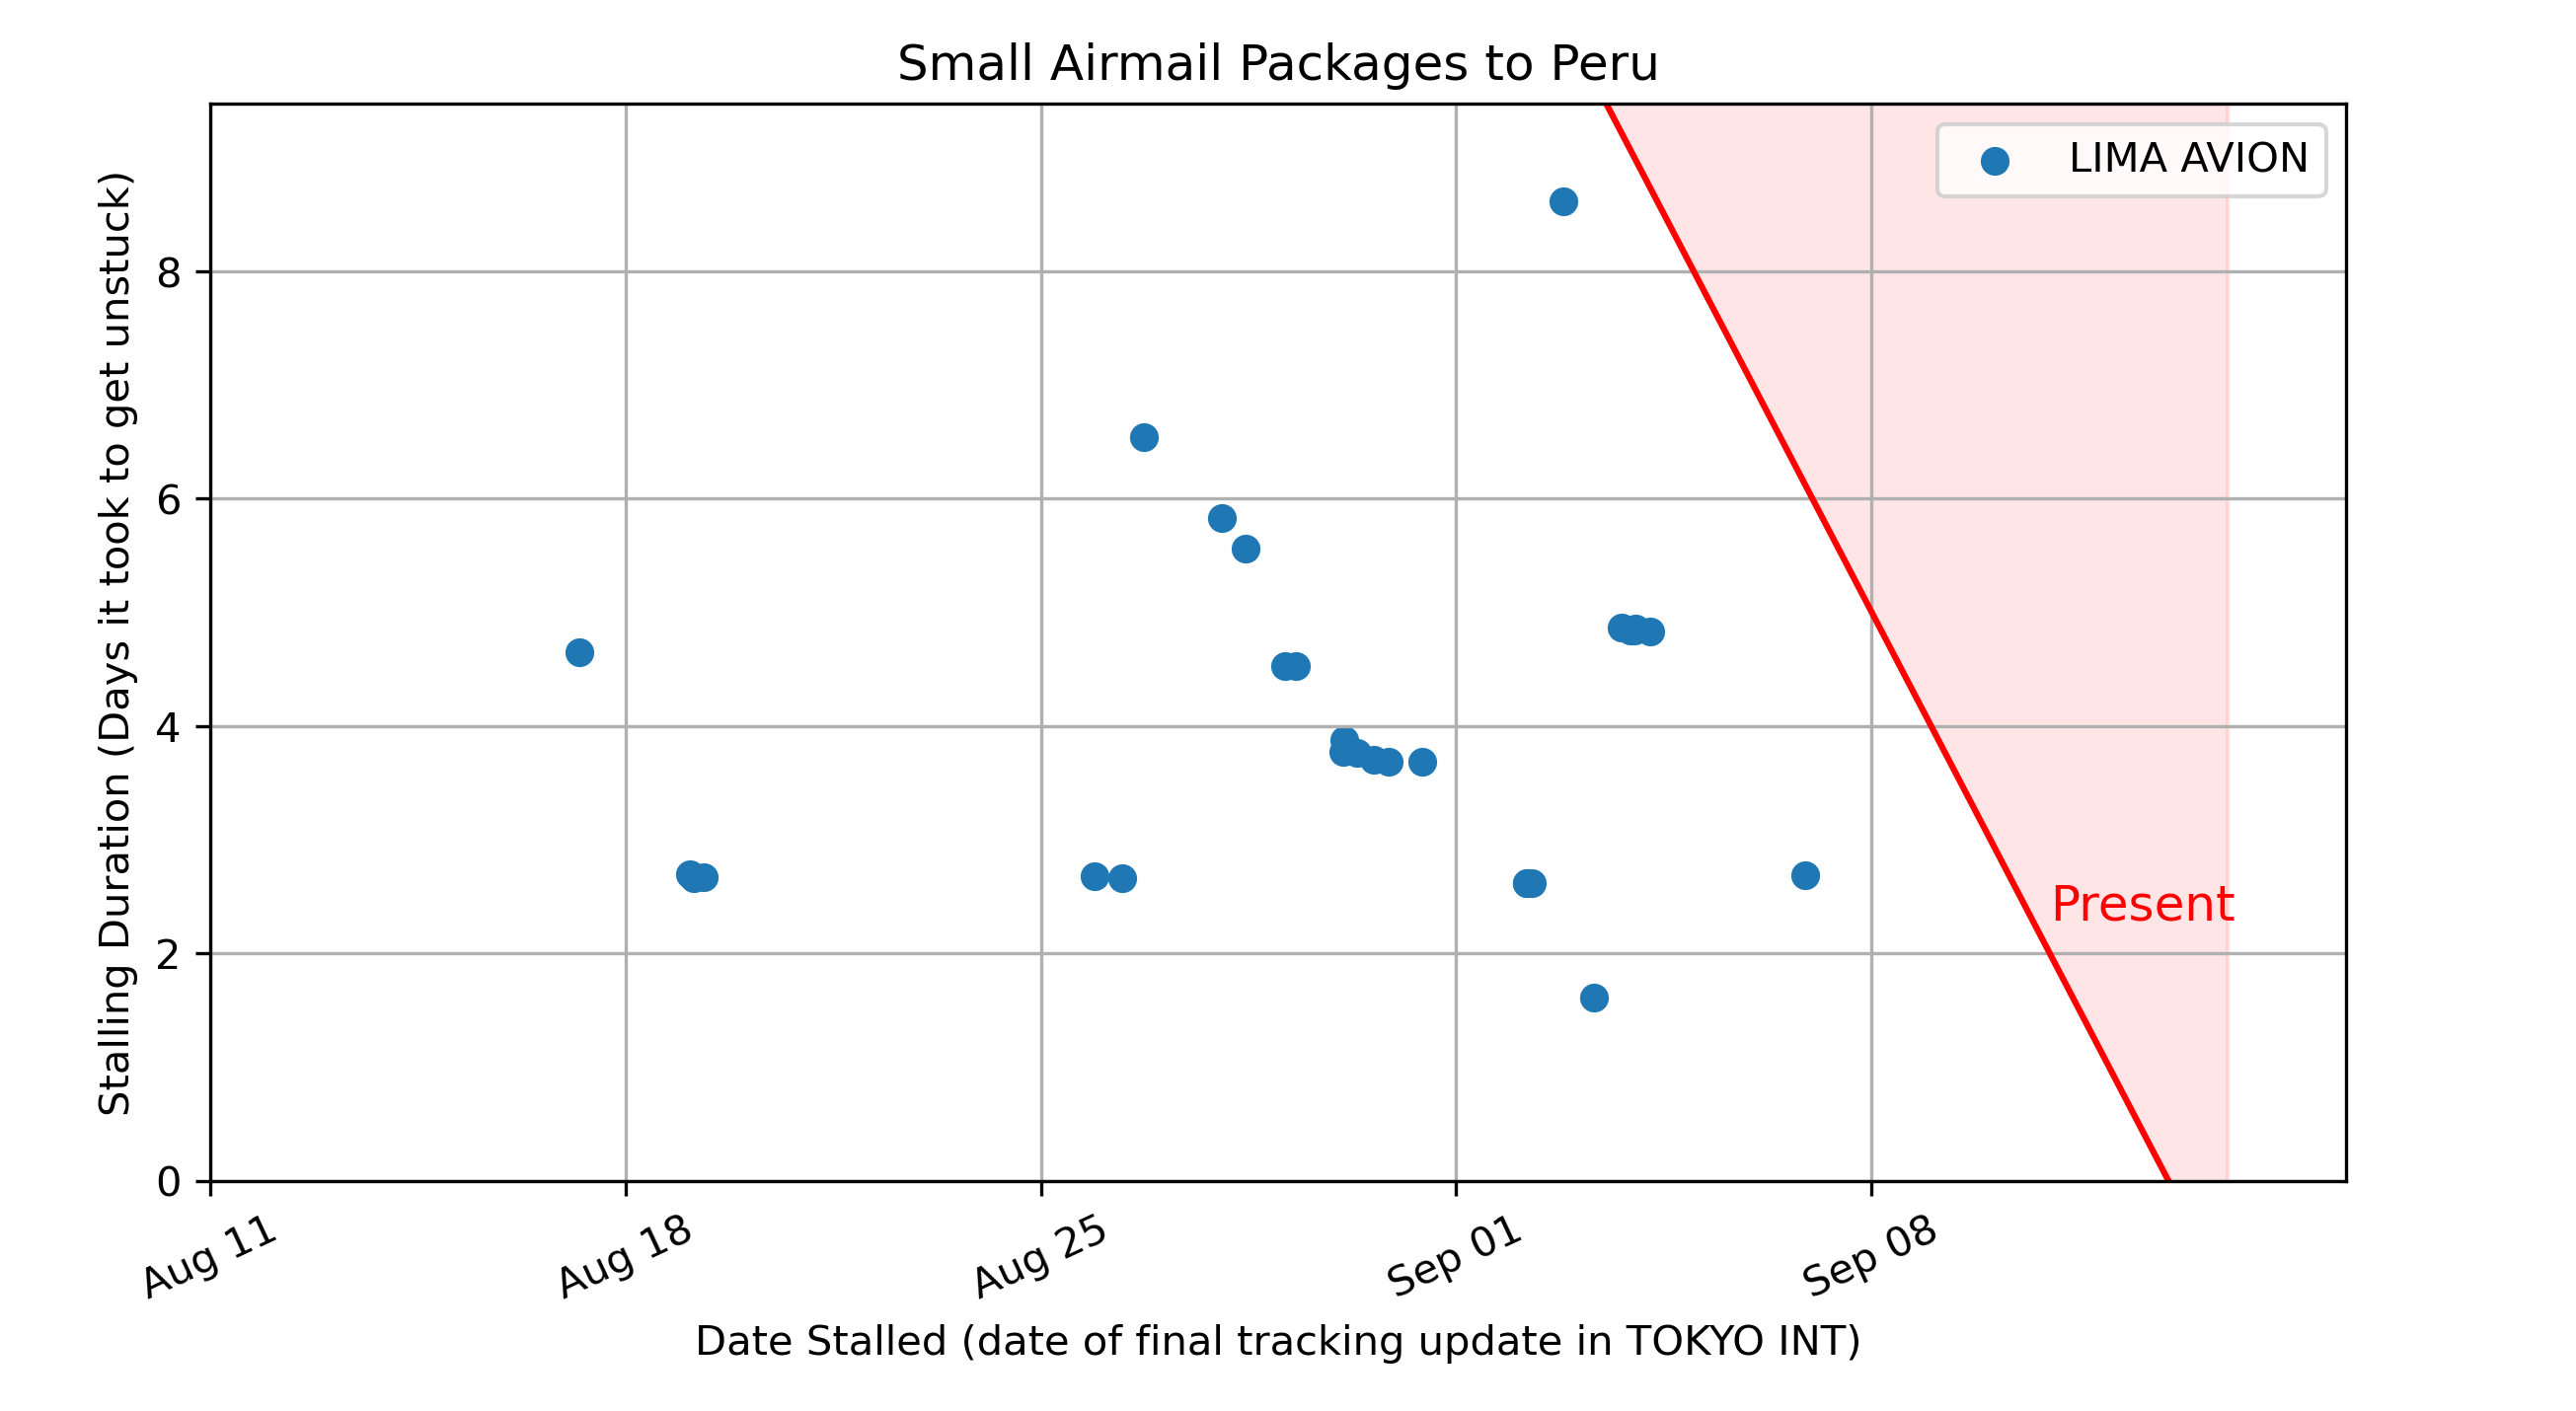 Small Airmail Packages to Peru
LIMA AVION
Stalling Duration (Days it took to get unstuck)
8
6
4
2
0
Present
Aug 11
Aug 18
Aug 25
Sep 01
Sep 08
Date Stalled (date of final tracking update in TOKYO INT)